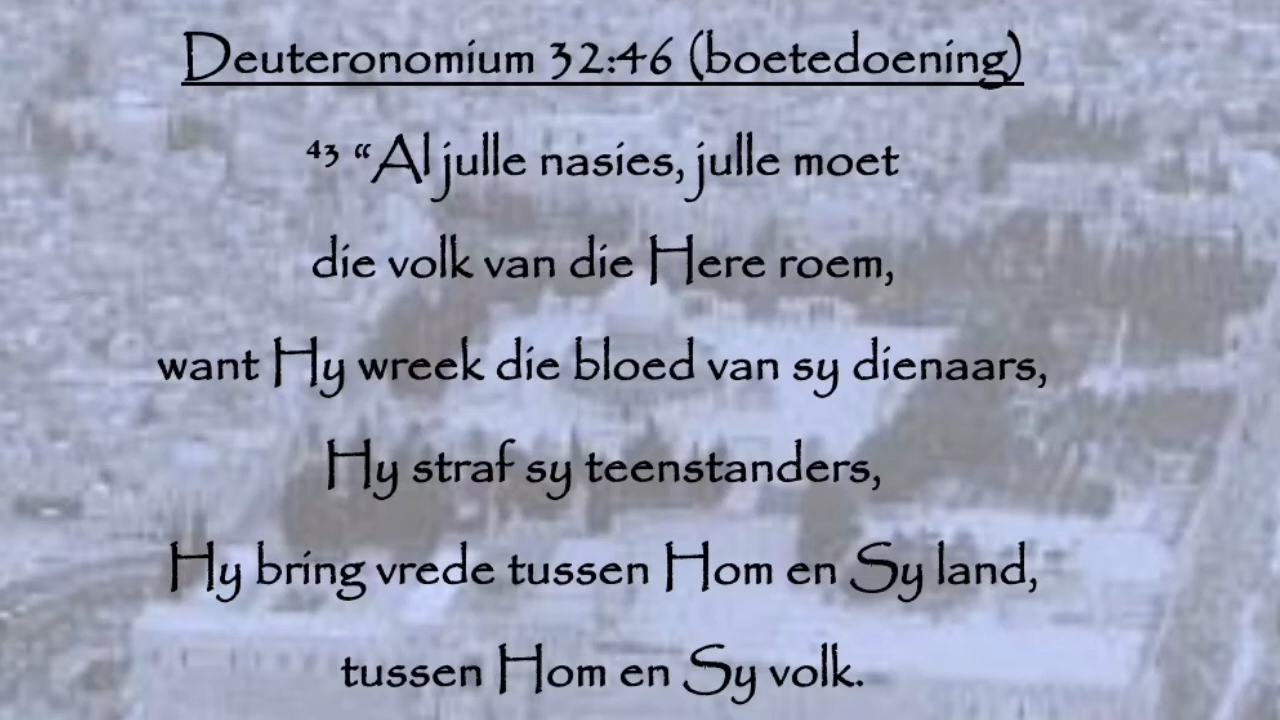 Deuteronomium 32:46 (boetedoening)
⁴³ “Al julle nasies, julle moet
die volk van die Here roem,
want Hy wreek die bloed van sy dienaars,
Hy straf sy teenstanders,
Hy bring vrede tussen Hom en Sy land,
tussen Hom en Sy volk.